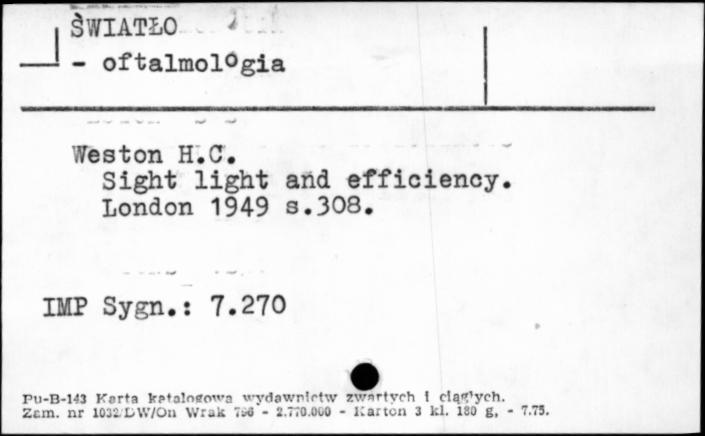 ŚWIATŁO
- oftalmologia
Weston H.C.
Sight light and efficiency.
London 1949 s.308.
IMP Sygn.: 7.270
Pu-B-143 Karta katalogowa wydawnictw zwartych i ciągłych.
Zam. nr 1032/DW/On Wrak 796 - 2.770.000 - Karton 3 kl. 180 g, - 7.75.